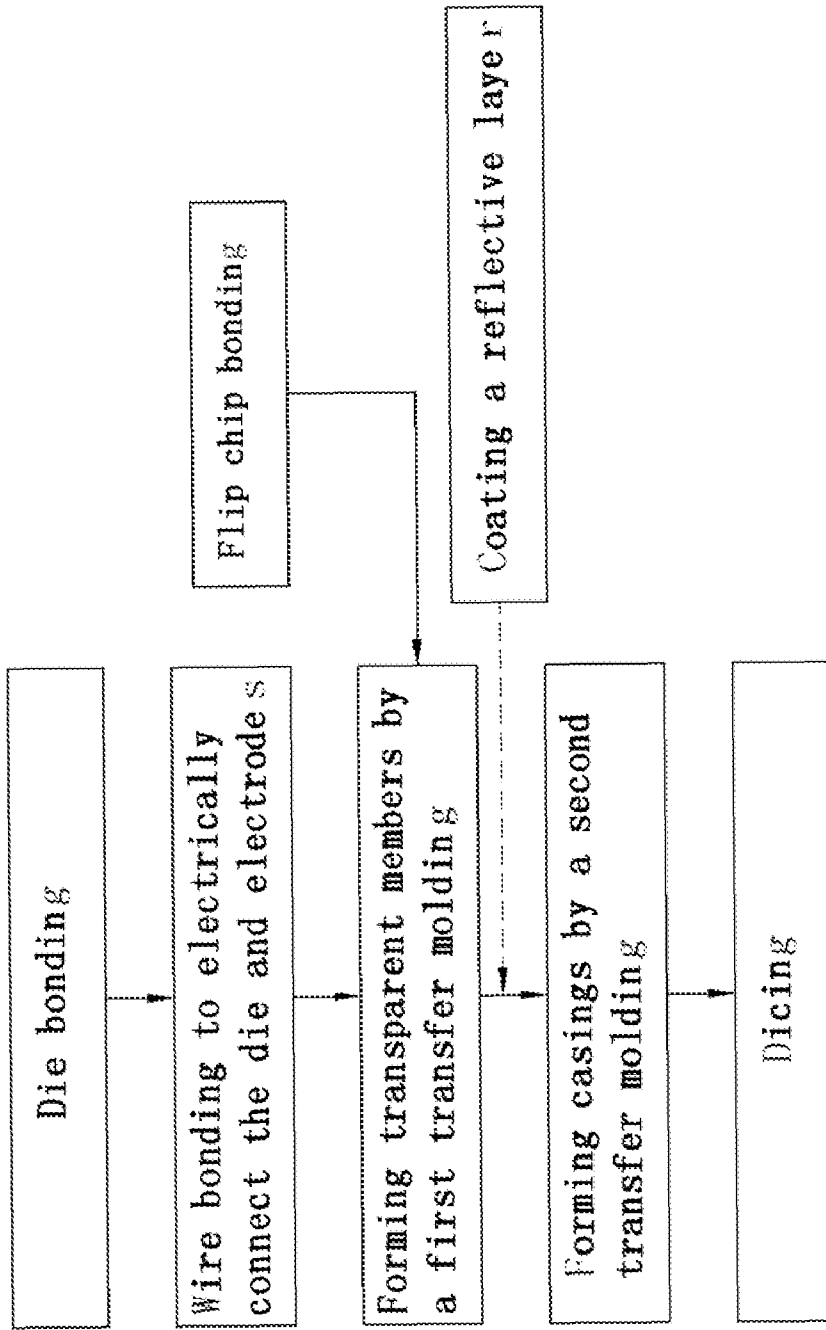 Die bonding
Wire bonding to electrically
connect the die and electrodes
Flip chip bonding
Forming transparent members by
a first transfer molding
Coating a reflective layer
Forming casings by a second
transfer molding
Dicing